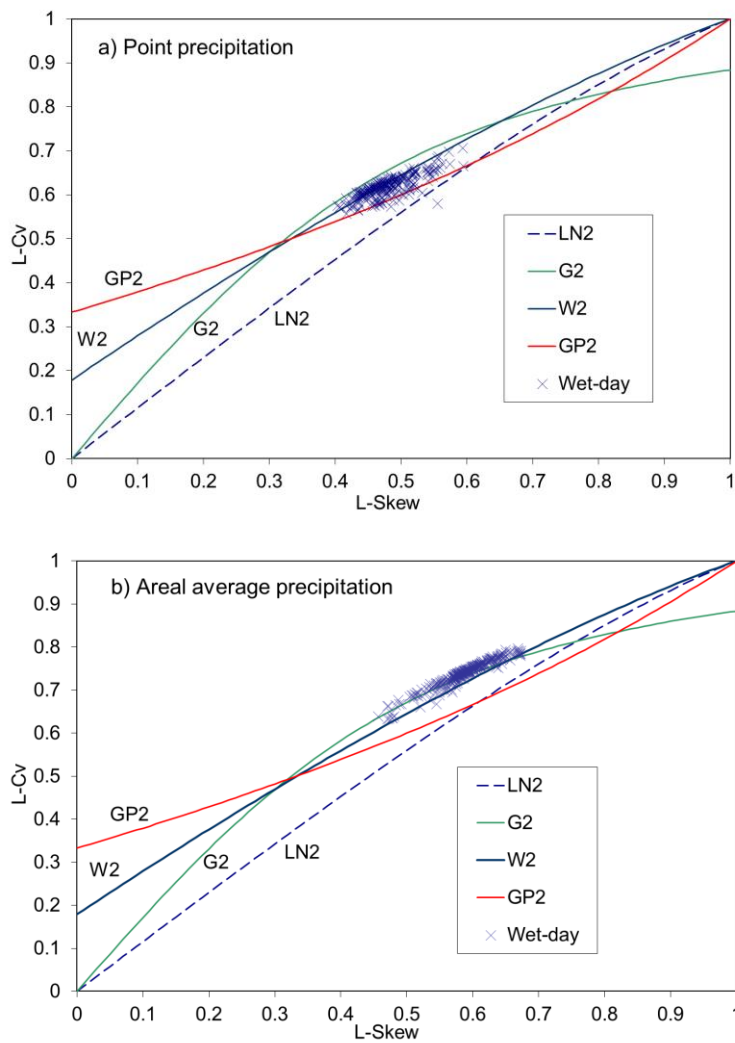 1
a) Point precipitation
0.9
0.8
0.7
0.6
0.5
0.4
0.3
0.2
0.1
0
L-Cv
GP2
W2
G2
LN2
LN2
G2
W2
GP2
Wet-day
0 0.1 0.2 0.3 0.4 0.5 0.6 0.7 0.8 0.9 1
L-Skew
1
b) Areal average precipitation
0.9
0.8
0.7
0.6
0.5
0.4
0.3
0.2
0.1
0
L-Cv
GP2
W2
G2
LN2
LN2
G2
W2
GP2
Wet-day
0 0.1 0.2 0.3 0.4 0.5 0.6 0.7 0.8 0.9 1
L-Skew